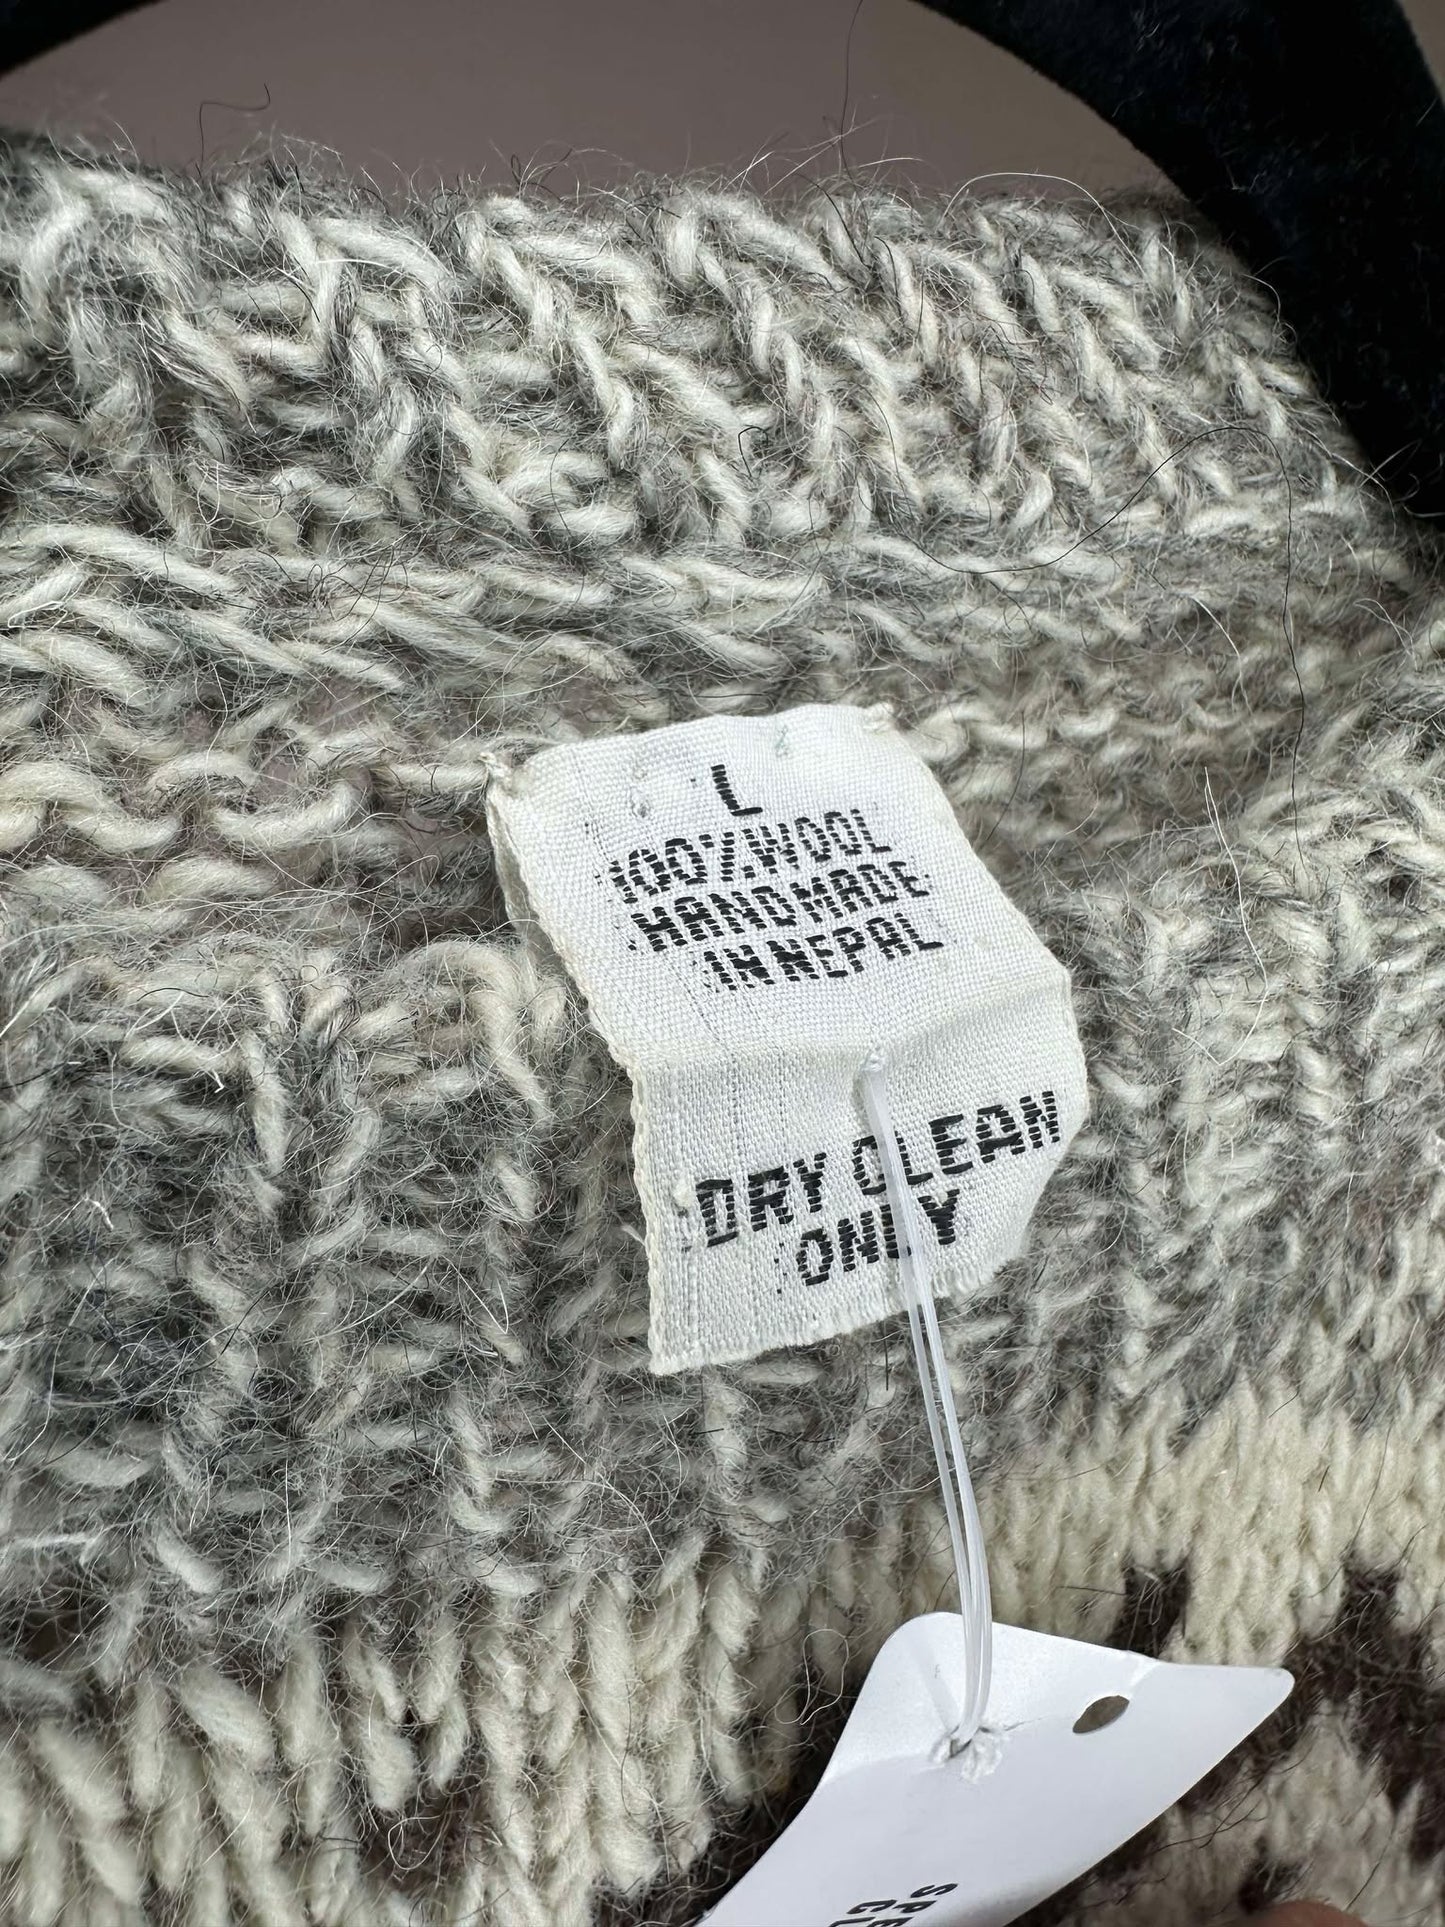 L
100% WOOL
HANDMADE
IN NEPAL
DRY CLEAN
ONLY